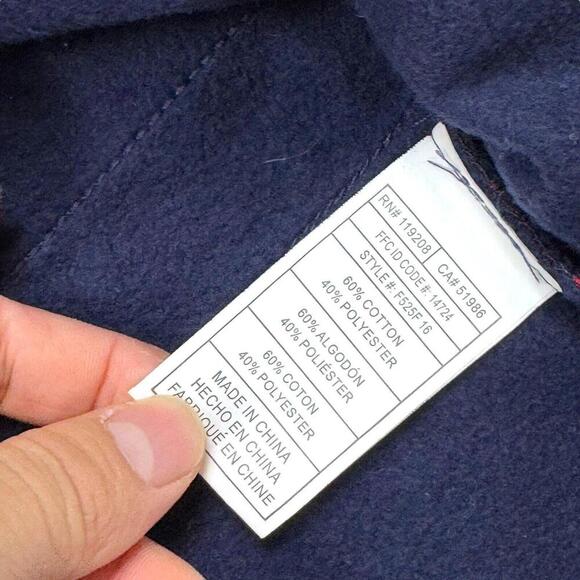 RN# 119208 CA# 51986
FFC ID CODE #: 14724
STYLE #: F525F16
60% COTTON
40% POLYESTER
60% ALGODÓN
40% POLIÉSTER
60% COTON
40% POLYESTER
MADE IN CHINA
HECHO EN CHINA
FABRIQUÉ EN CHINE